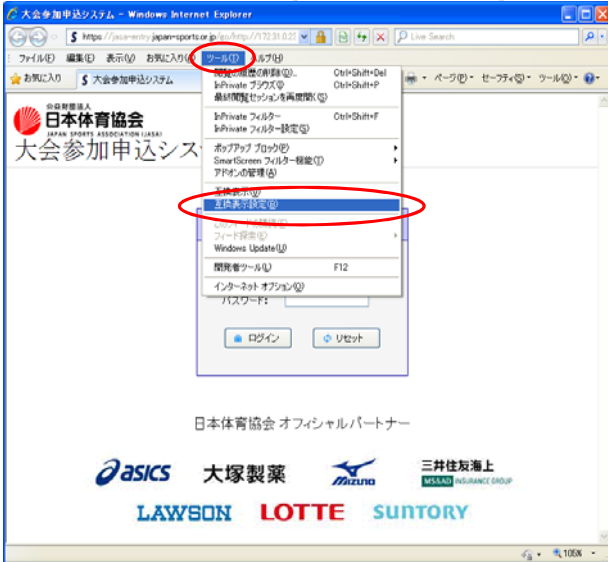 大会参加申込システム - Windows Internet Explorer
https://jasa-entry.japan-sports.or.jp/go/http://172.31.0.25
Live Search
ファイル(F) 編集(E) 表示(V) お気に入り(A) ツール(T) ヘルプ(H)
お気に入り 大会参加申込システム ページ(P) セーフティ(S) ツール(O)
閲覧の履歴の削除(D)... Ctrl+Shift+Del
InPrivate ブラウズ(I) Ctrl+Shift+P
最終閲覧セッションを再度開く(S)
InPrivate フィルター Ctrl+Shift+F
InPrivate フィルター設定(S)
ポップアップ ブロック(P)
SmartScreen フィルター機能(T)
アドオンの管理(A)
互換表示(V)
互換表示設定(B)
フィード探索(E)
Windows Update(U)
開発者ツール(L) F12
インターネット オプション(O)
公益財団法人
日本体育協会
JAPAN SPORTS ASSOCIATION (JASA)
大会参加申込シス
パスワード:
ログイン リセット
日本体育協会 オフィシャルパートナー
asics 大塚製薬 MIZUNO 三井住友海上
MS&AD INSURANCE GROUP
LAWSON LOTTE SUNTORY
105%